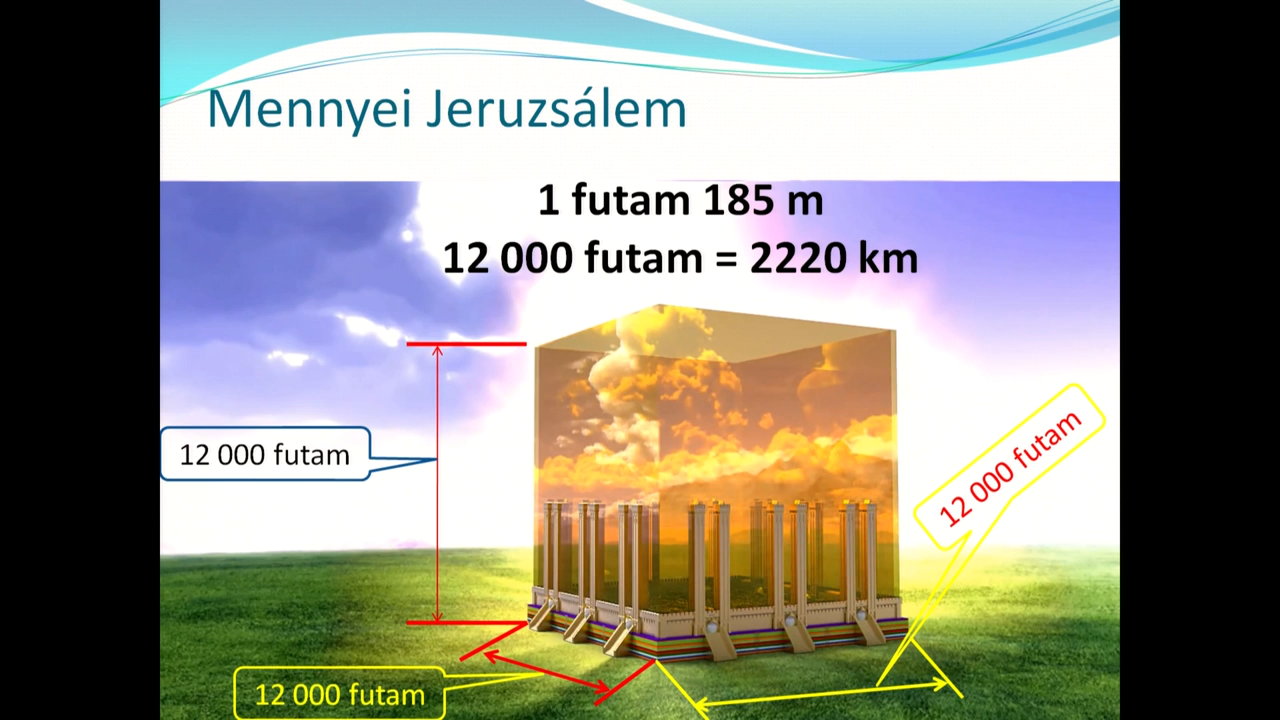 Mennyei Jeruzsálem
1 futam 185 m
12 000 futam = 2220 km
12 000 futam
12 000 futam
12 000 futam